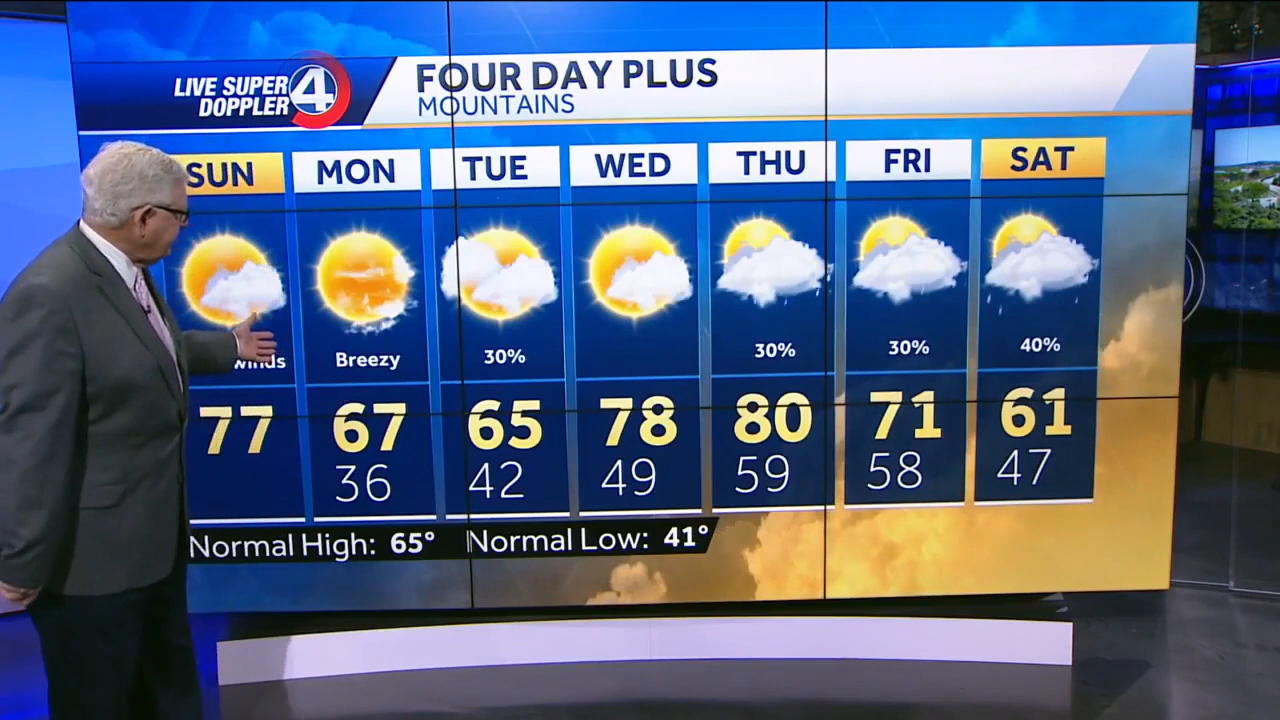 LIVE SUPER
DOPPLER 4
FOUR DAY PLUS
MOUNTAINS
SUN MON TUE WED THU FRI SAT
winds Breezy 30% 30% 30% 40%
77 67 65 78 80 71 61
36 42 49 59 58 47
Normal High: 65° Normal Low: 41°